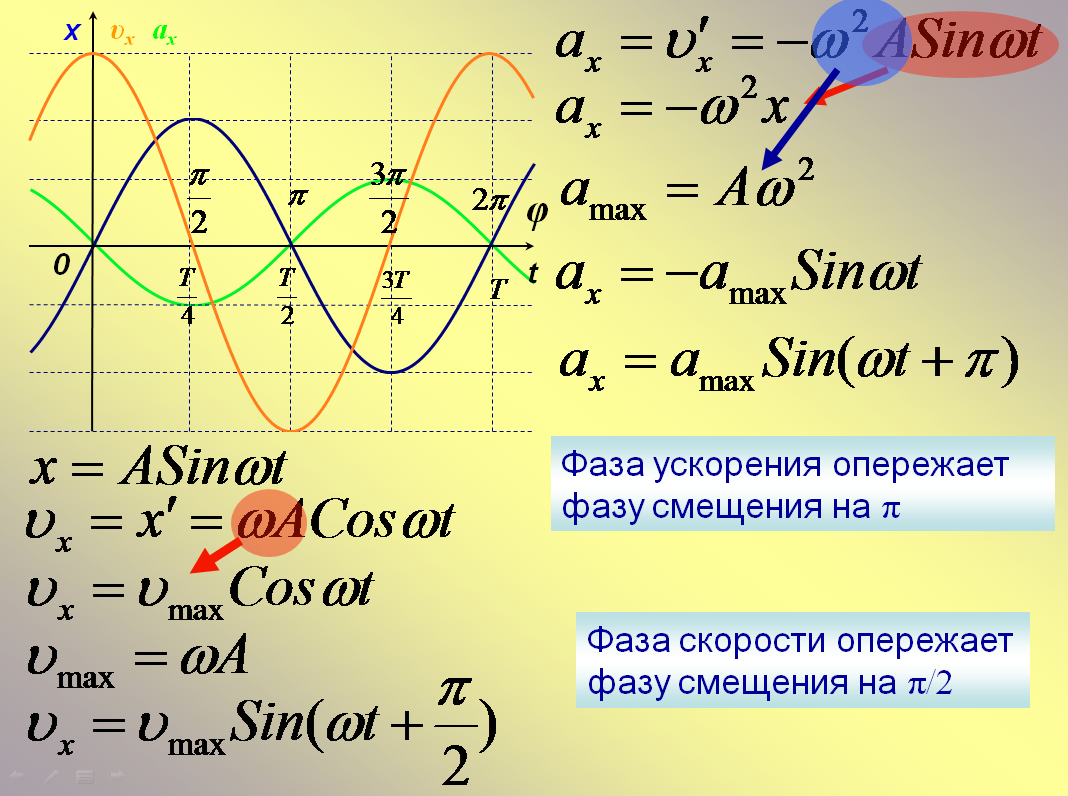 x υₓ aₓ
π/2 π 3π/2 2π φ
0 T/4 T/2 3T/4 T t
x = ASinωt
υₓ = x′ = ωACosωt
υₓ = υmaxCosωt
υmax = ωA
υₓ = υmaxSin(ωt + π/2)
aₓ = υ′ₓ = −ω²ASinωt
aₓ = −ω²x
amax = Aω²
aₓ = −amaxSinωt
aₓ = amaxSin(ωt + π)
Фаза ускорения опережает
фазу смещения на π
Фаза скорости опережает
фазу смещения на π/2